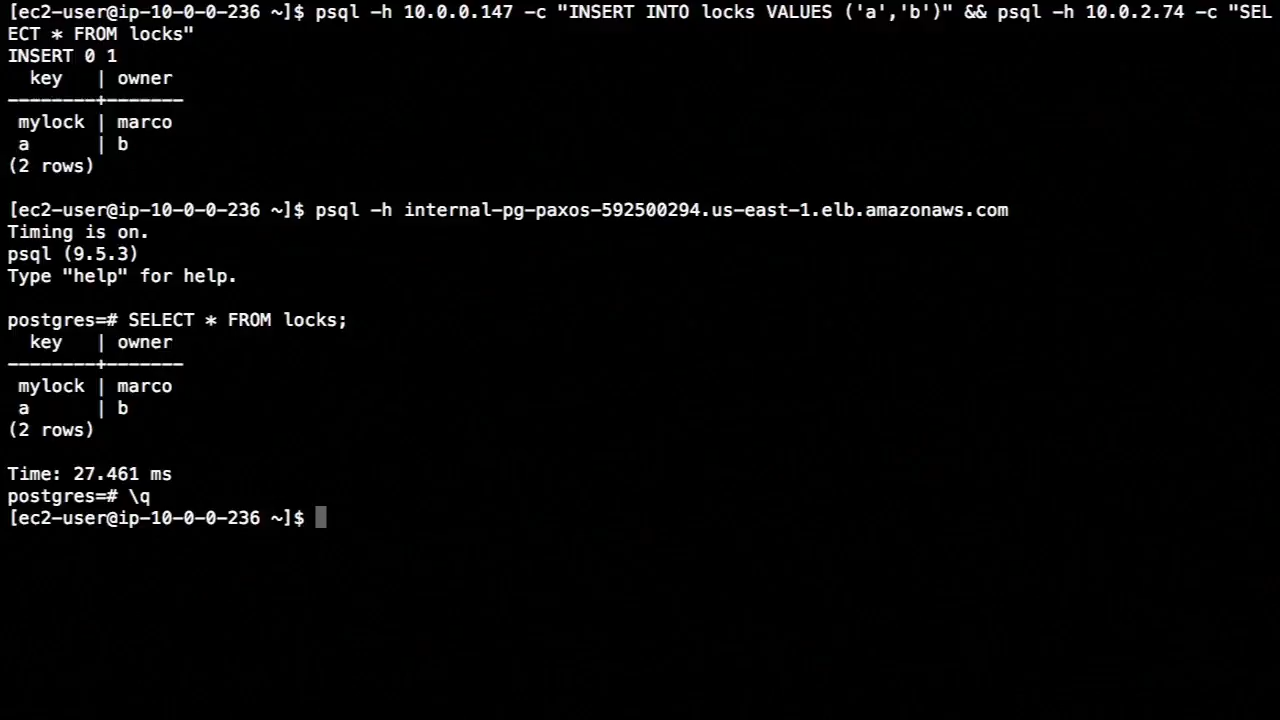 [ec2-user@ip-10-0-0-236 ~]$ psql -h 10.0.0.147 -c "INSERT INTO locks VALUES ('a','b')" && psql -h 10.0.2.74 -c "SEL
ECT * FROM locks"
INSERT 0 1
  key   | owner
--------+-------
 mylock | marco
 a      | b
(2 rows)

[ec2-user@ip-10-0-0-236 ~]$ psql -h internal-pg-paxos-592500294.us-east-1.elb.amazonaws.com
Timing is on.
psql (9.5.3)
Type "help" for help.

postgres=# SELECT * FROM locks;
  key   | owner
--------+-------
 mylock | marco
 a      | b
(2 rows)

Time: 27.461 ms
postgres=# \q
[ec2-user@ip-10-0-0-236 ~]$